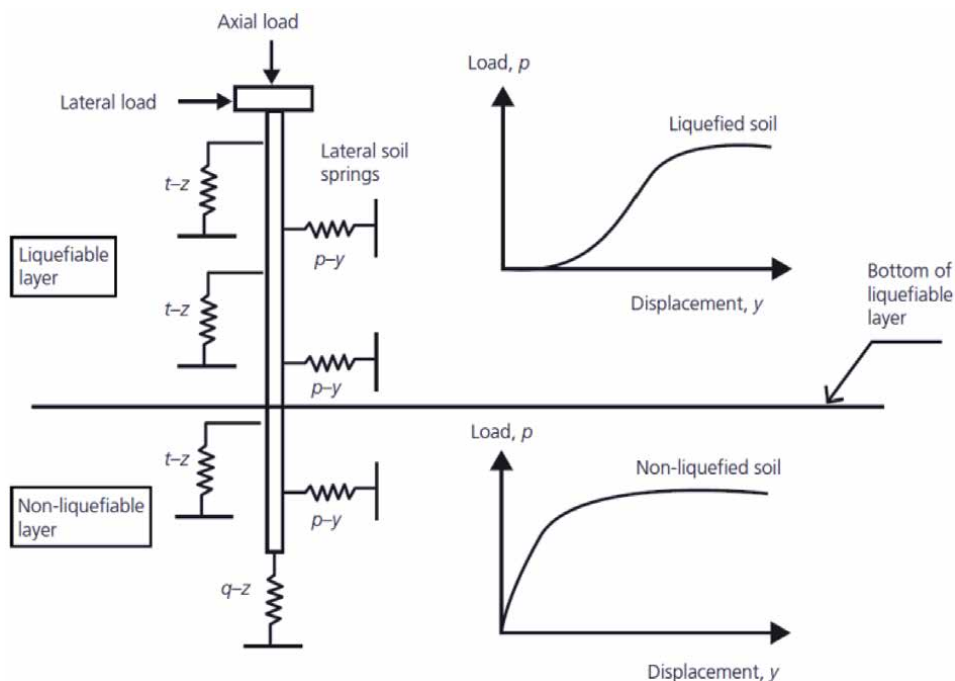 Axial load
Lateral load
Load, p
Liquefied soil
Lateral soil
springs
t–z
p–y
Liquefiable
layer
t–z
Displacement, y
Bottom of
liquefiable
layer
p–y
Load, p
t–z
Non-liquefied soil
Non-liquefiable
layer
p–y
q–z
Displacement, y